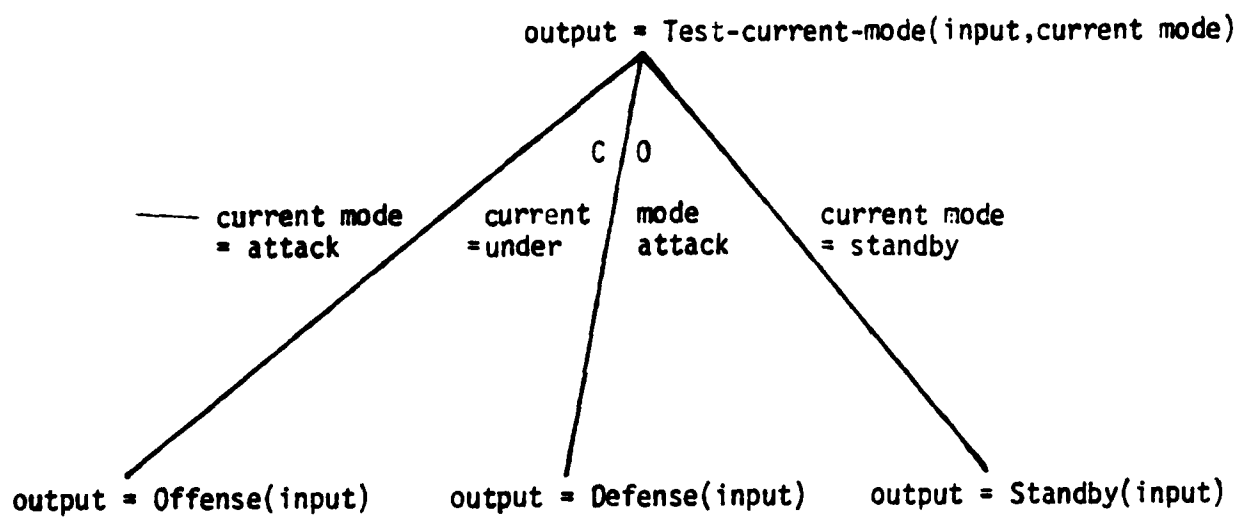 output = Test-current-mode(input,current mode)
C O
current mode
= attack
current mode
=under attack
current mode
= standby
output = Offense(input)
output = Defense(input)
output = Standby(input)